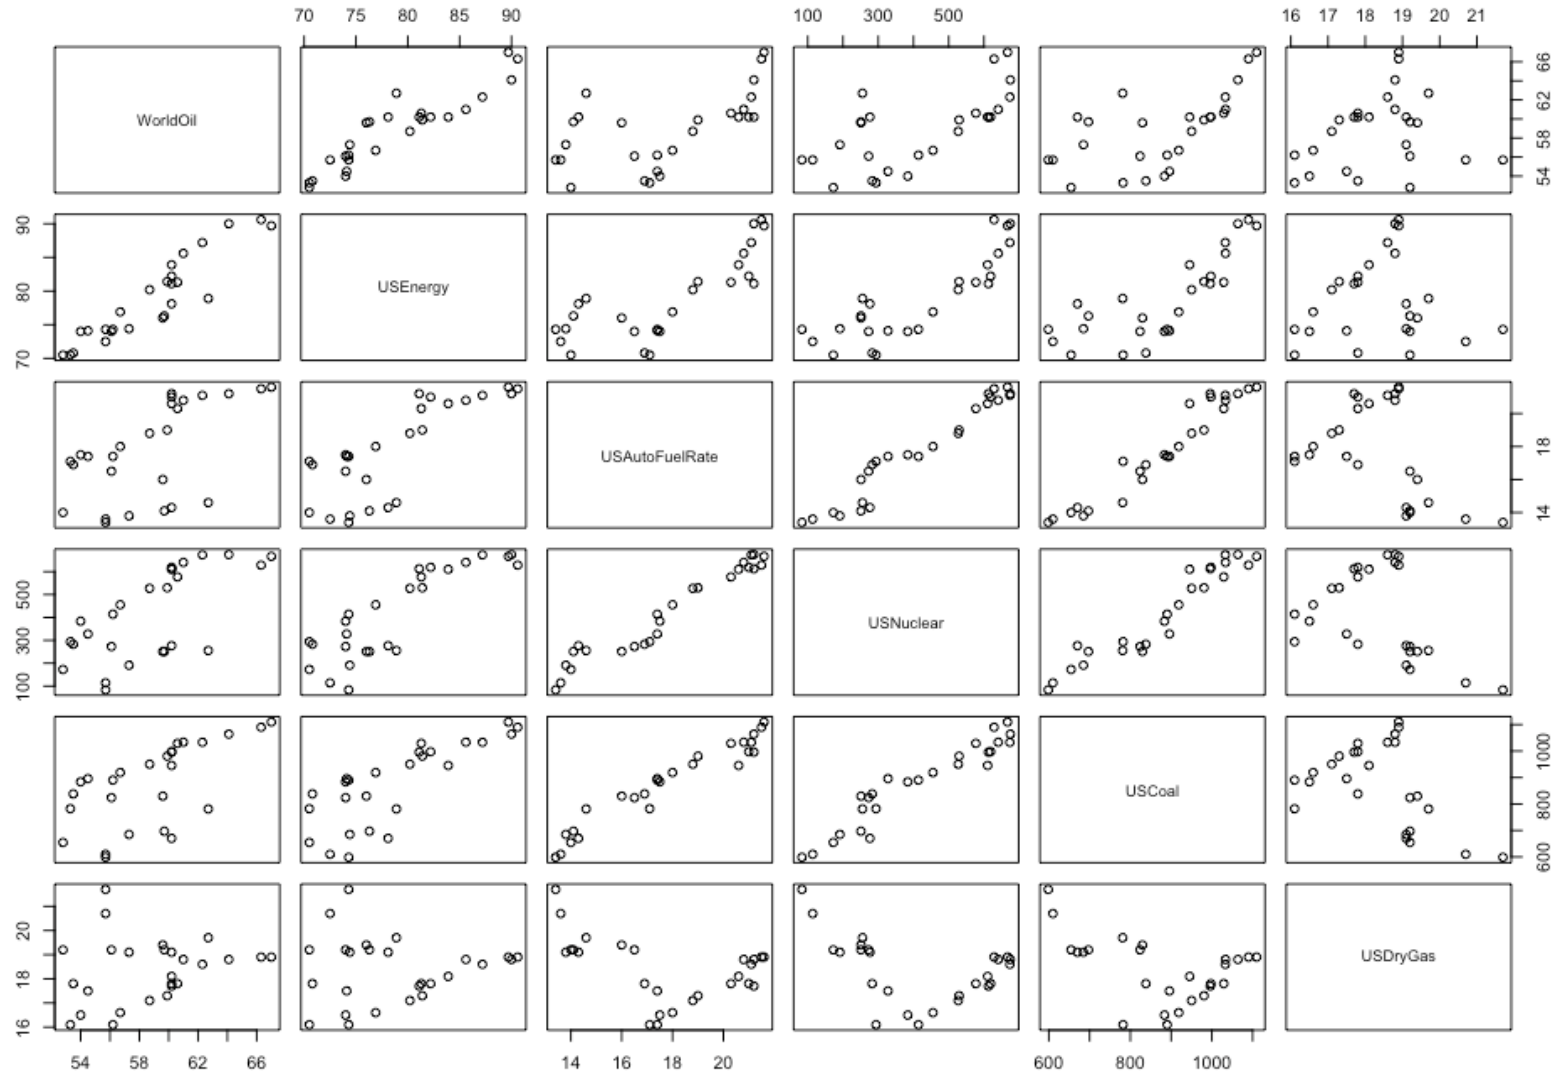 70 75 80 85 90 100 300 500 16 17 18 19 20 21
WorldOil 54 58 62 66
70 80 90 USEnergy
USAutoFuelRate 14 18
100 300 500 USNuclear
USCoal 600 800 1000
16 18 20 USDryGas
54 58 62 66 14 16 18 20 600 800 1000